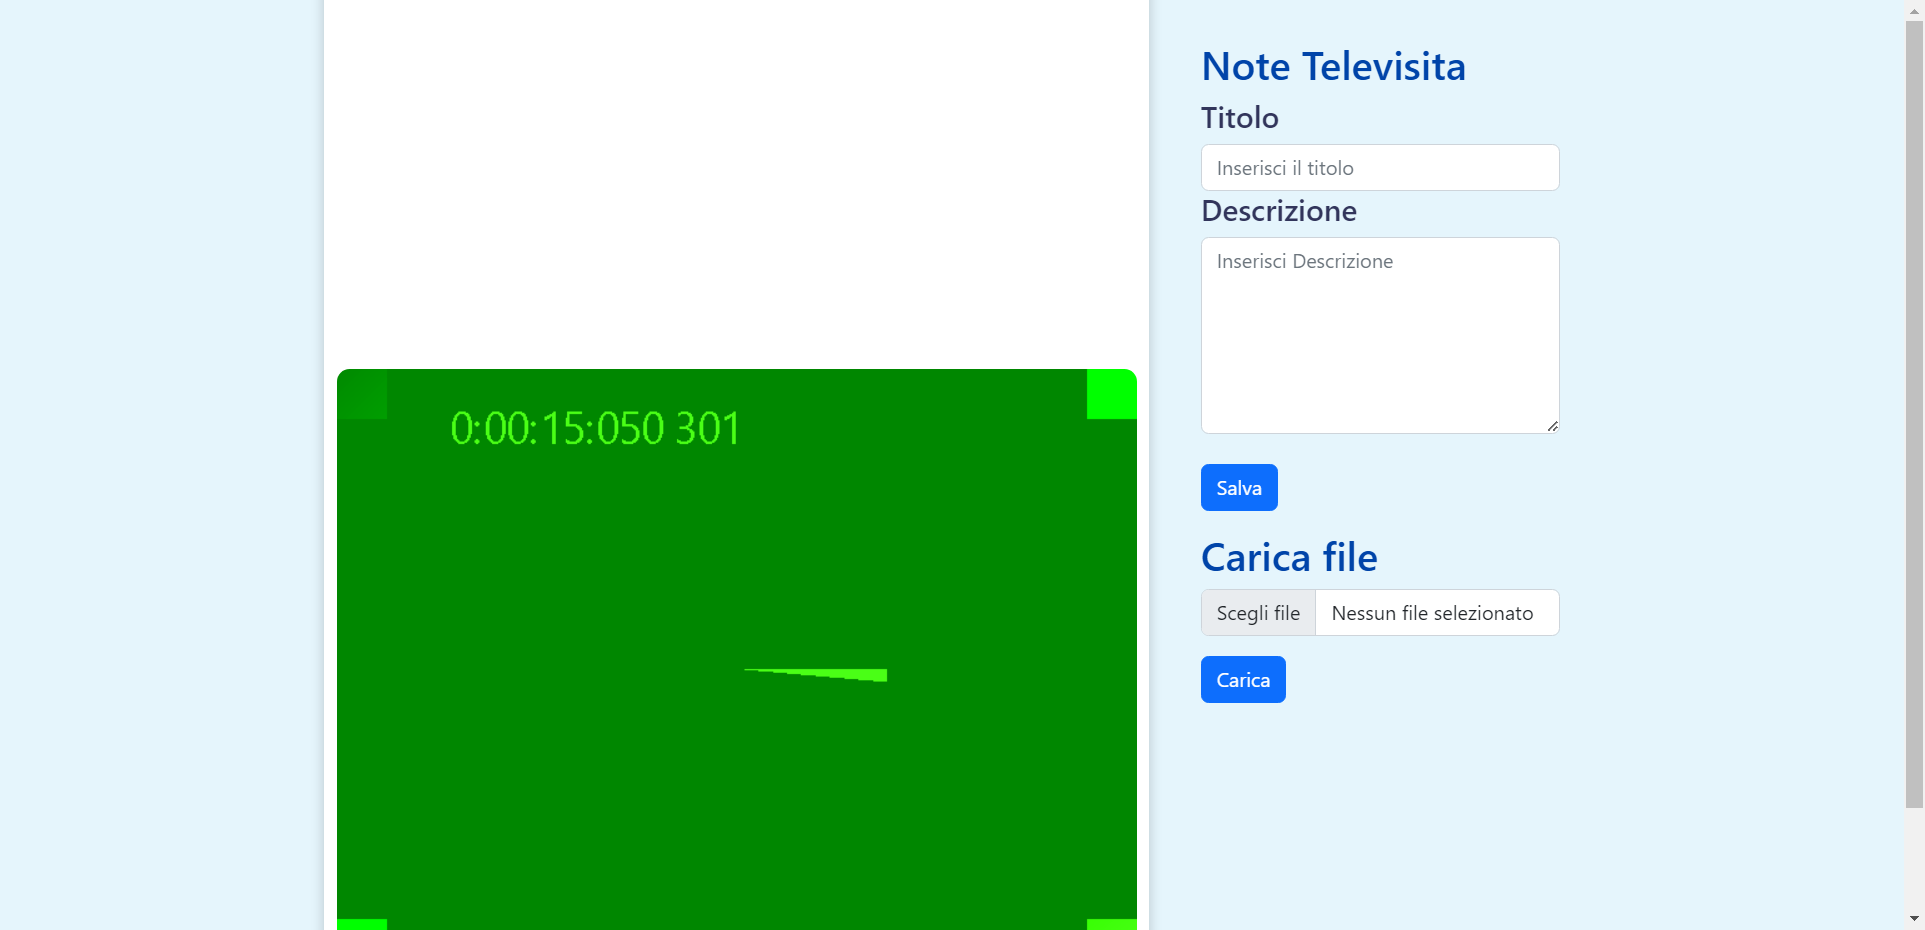 0:00:15:050 301
Note Televisita
Titolo
Inserisci il titolo
Descrizione
Inserisci Descrizione
Salva
Carica file
Scegli file Nessun file selezionato
Carica